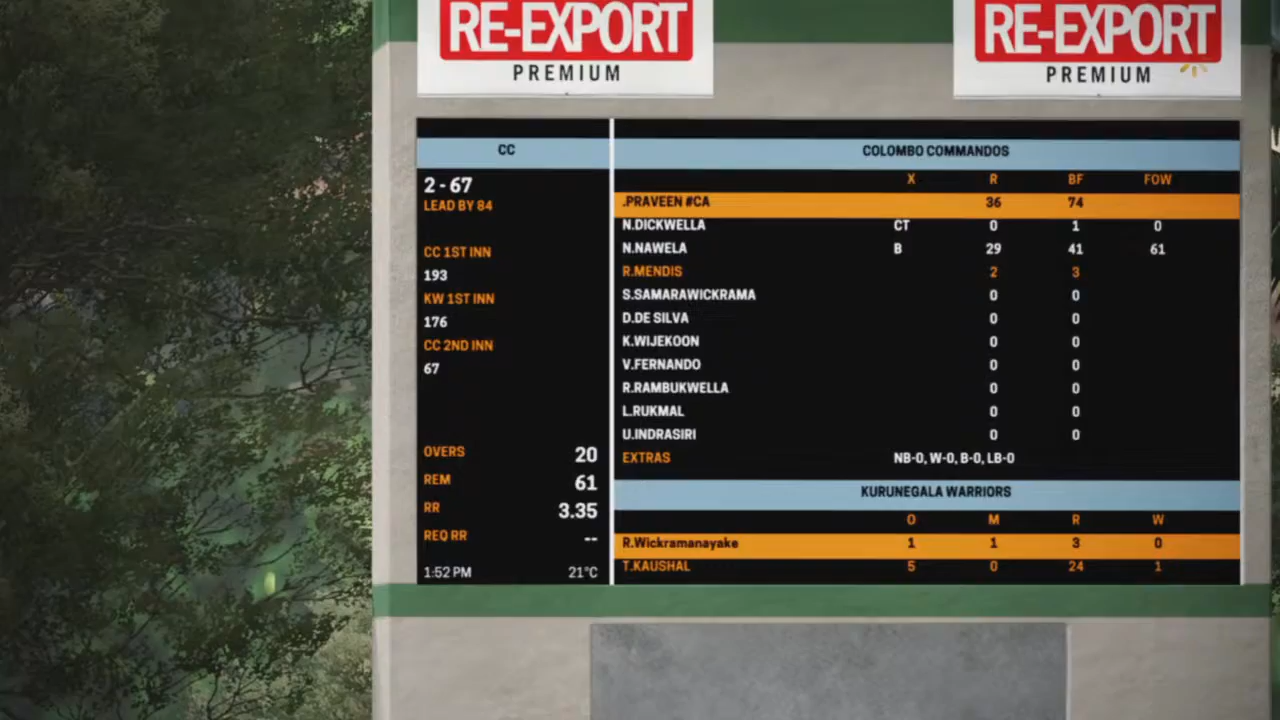 RE-EXPORT
PREMIUM
RE-EXPORT
PREMIUM
CC
2 - 67
LEAD BY 84
CC 1ST INN
193
KW 1ST INN
176
CC 2ND INN
67
OVERS 20
REM 61
RR 3.35
REQ RR --
1:52 PM 21°C
COLOMBO COMMANDOS
X R BF FOW
.PRAVEEN #CA 36 74
N.DICKWELLA CT 0 1 0
N.NAWELA B 29 41 61
R.MENDIS 2 3
S.SAMARAWICKRAMA 0 0
D.DE SILVA 0 0
K.WIJEKOON 0 0
V.FERNANDO 0 0
R.RAMBUKWELLA 0 0
L.RUKMAL 0 0
U.INDRASIRI 0 0
EXTRAS NB-0, W-0, B-0, LB-0
KURUNEGALA WARRIORS
O M R W
R.Wickramanayake 1 1 3 0
T.KAUSHAL 5 0 24 1